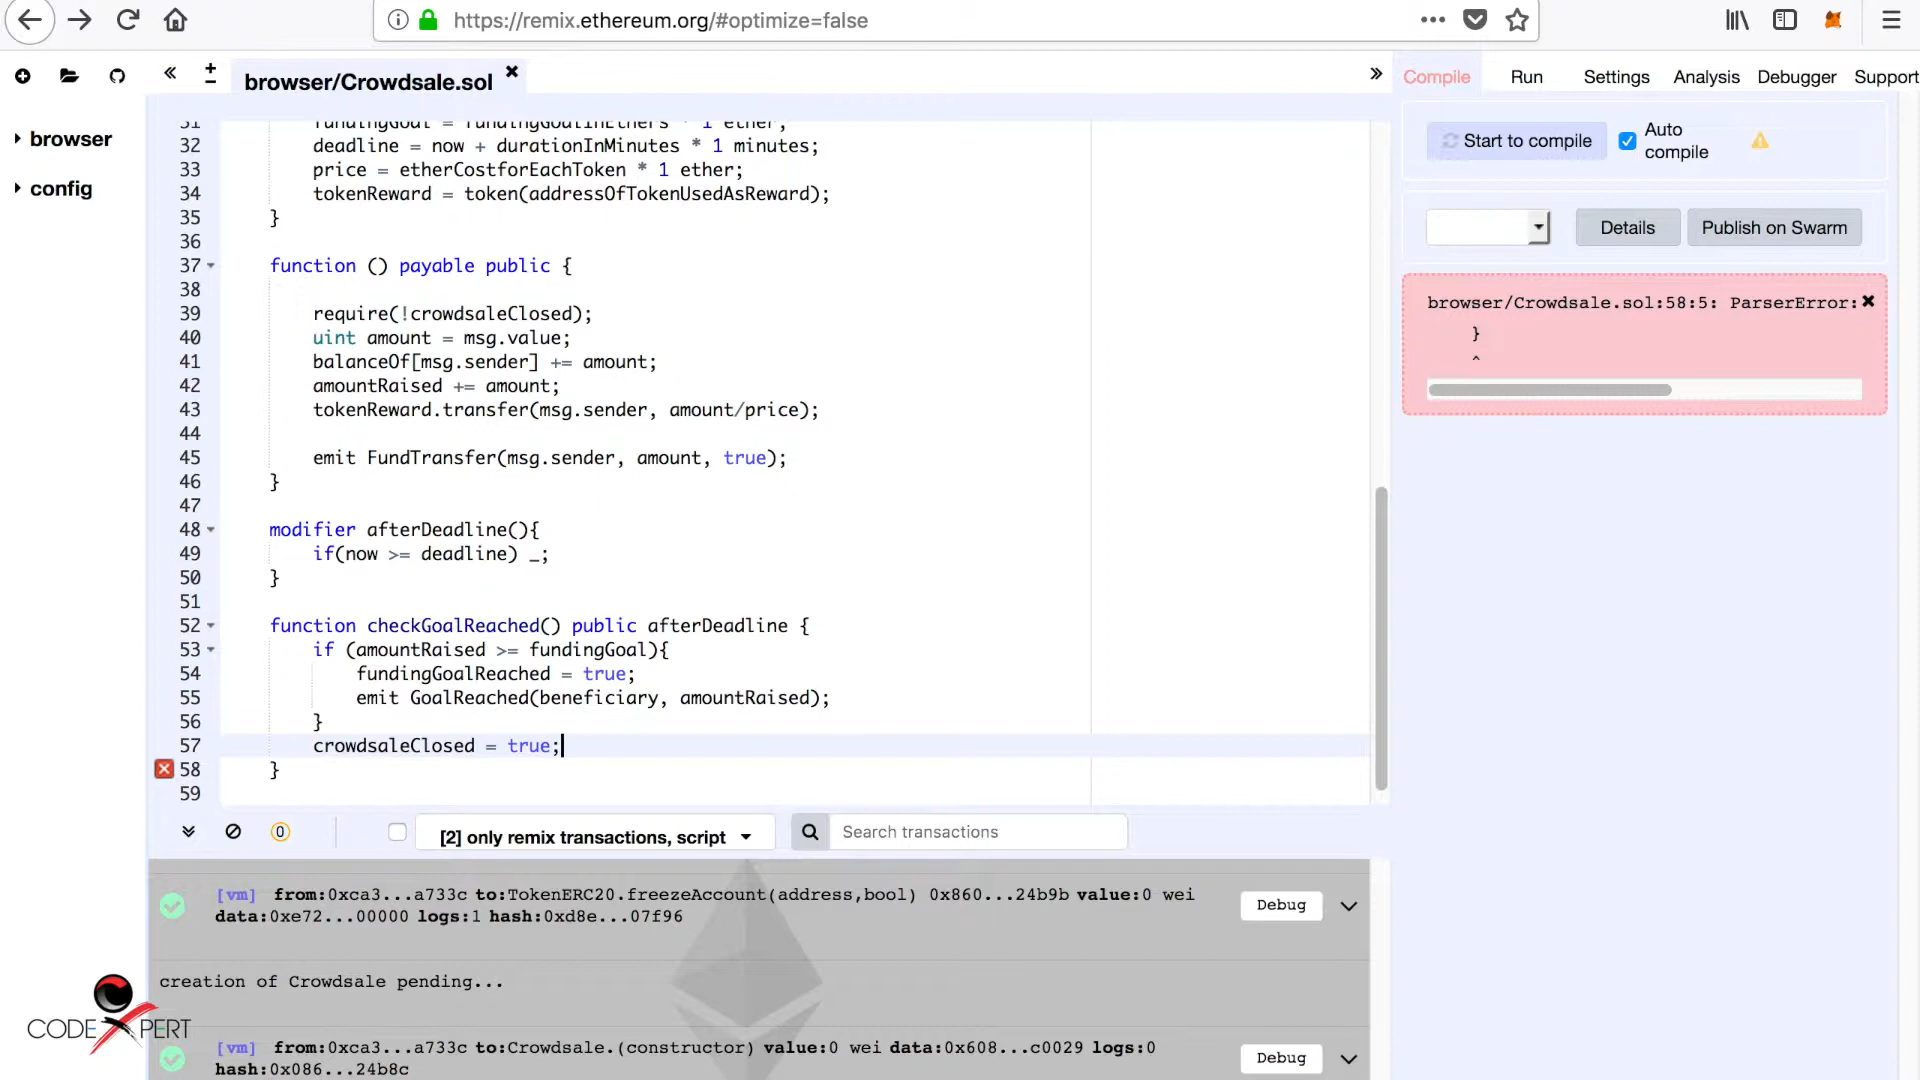 https://remix.ethereum.org/#optimize=false
browser/Crowdsale.sol
Compile
Run
Settings
Analysis
Debugger
Support
browser
config
31 fundingGoal = fundingGoalInEthers * 1 ether;
32 deadline = now + durationInMinutes * 1 minutes;
33 price = etherCostforEachToken * 1 ether;
34 tokenReward = token(addressOfTokenUsedAsReward);
35 }
36
37 function () payable public {
38
39 require(!crowdsaleClosed);
40 uint amount = msg.value;
41 balanceOf[msg.sender] += amount;
42 amountRaised += amount;
43 tokenReward.transfer(msg.sender, amount/price);
44
45 emit FundTransfer(msg.sender, amount, true);
46 }
47
48 modifier afterDeadline(){
49 if(now >= deadline) _;
50 }
51
52 function checkGoalReached() public afterDeadline {
53 if (amountRaised >= fundingGoal){
54 fundingGoalReached = true;
55 emit GoalReached(beneficiary, amountRaised);
56 }
57 crowdsaleClosed = true;
58 }
59
Start to compile
Auto
compile
Details
Publish on Swarm
browser/Crowdsale.sol:58:5: ParserError:
}
^
0
[2] only remix transactions, script
Search transactions
[vm] from:0xca3...a733c to:TokenERC20.freezeAccount(address,bool) 0x860...24b9b value:0 wei
data:0xe72...00000 logs:1 hash:0xd8e...07f96
Debug
creation of Crowdsale pending...
[vm] from:0xca3...a733c to:Crowdsale.(constructor) value:0 wei data:0x608...c0029 logs:0
hash:0x086...24b8c
Debug
CODEXPERT